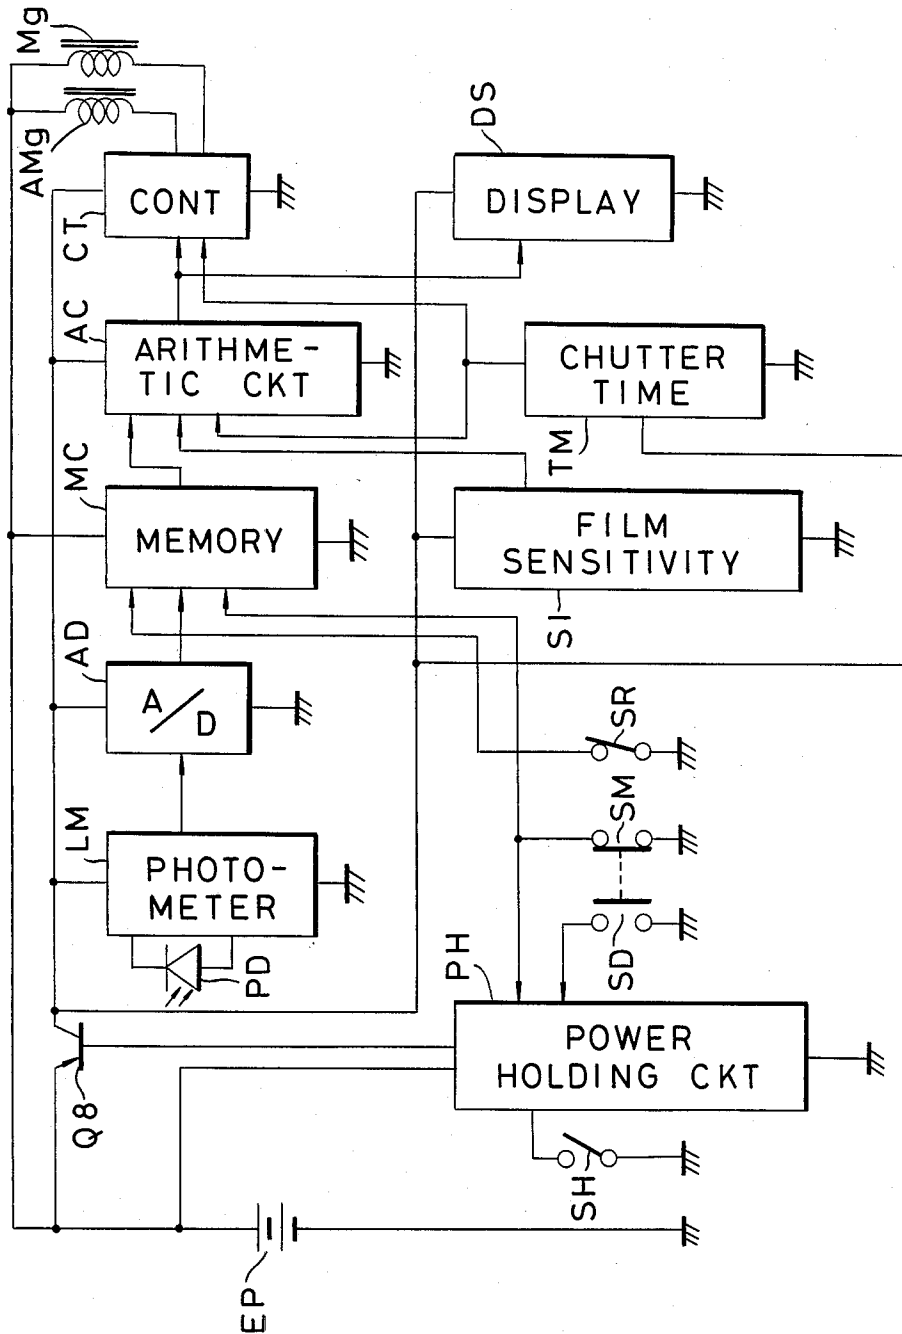 Mg
AMg
CT
CONT
DS
DISPLAY
AC
ARITHME-
TIC CKT
CHUTTER
TIME
TM
MC
MEMORY
FILM
SENSITIVITY
SI
AD
A/D
SR
SM
LM
PHOTO-
METER
PD
SD
PH
POWER
HOLDING CKT
Q8
SH
EP